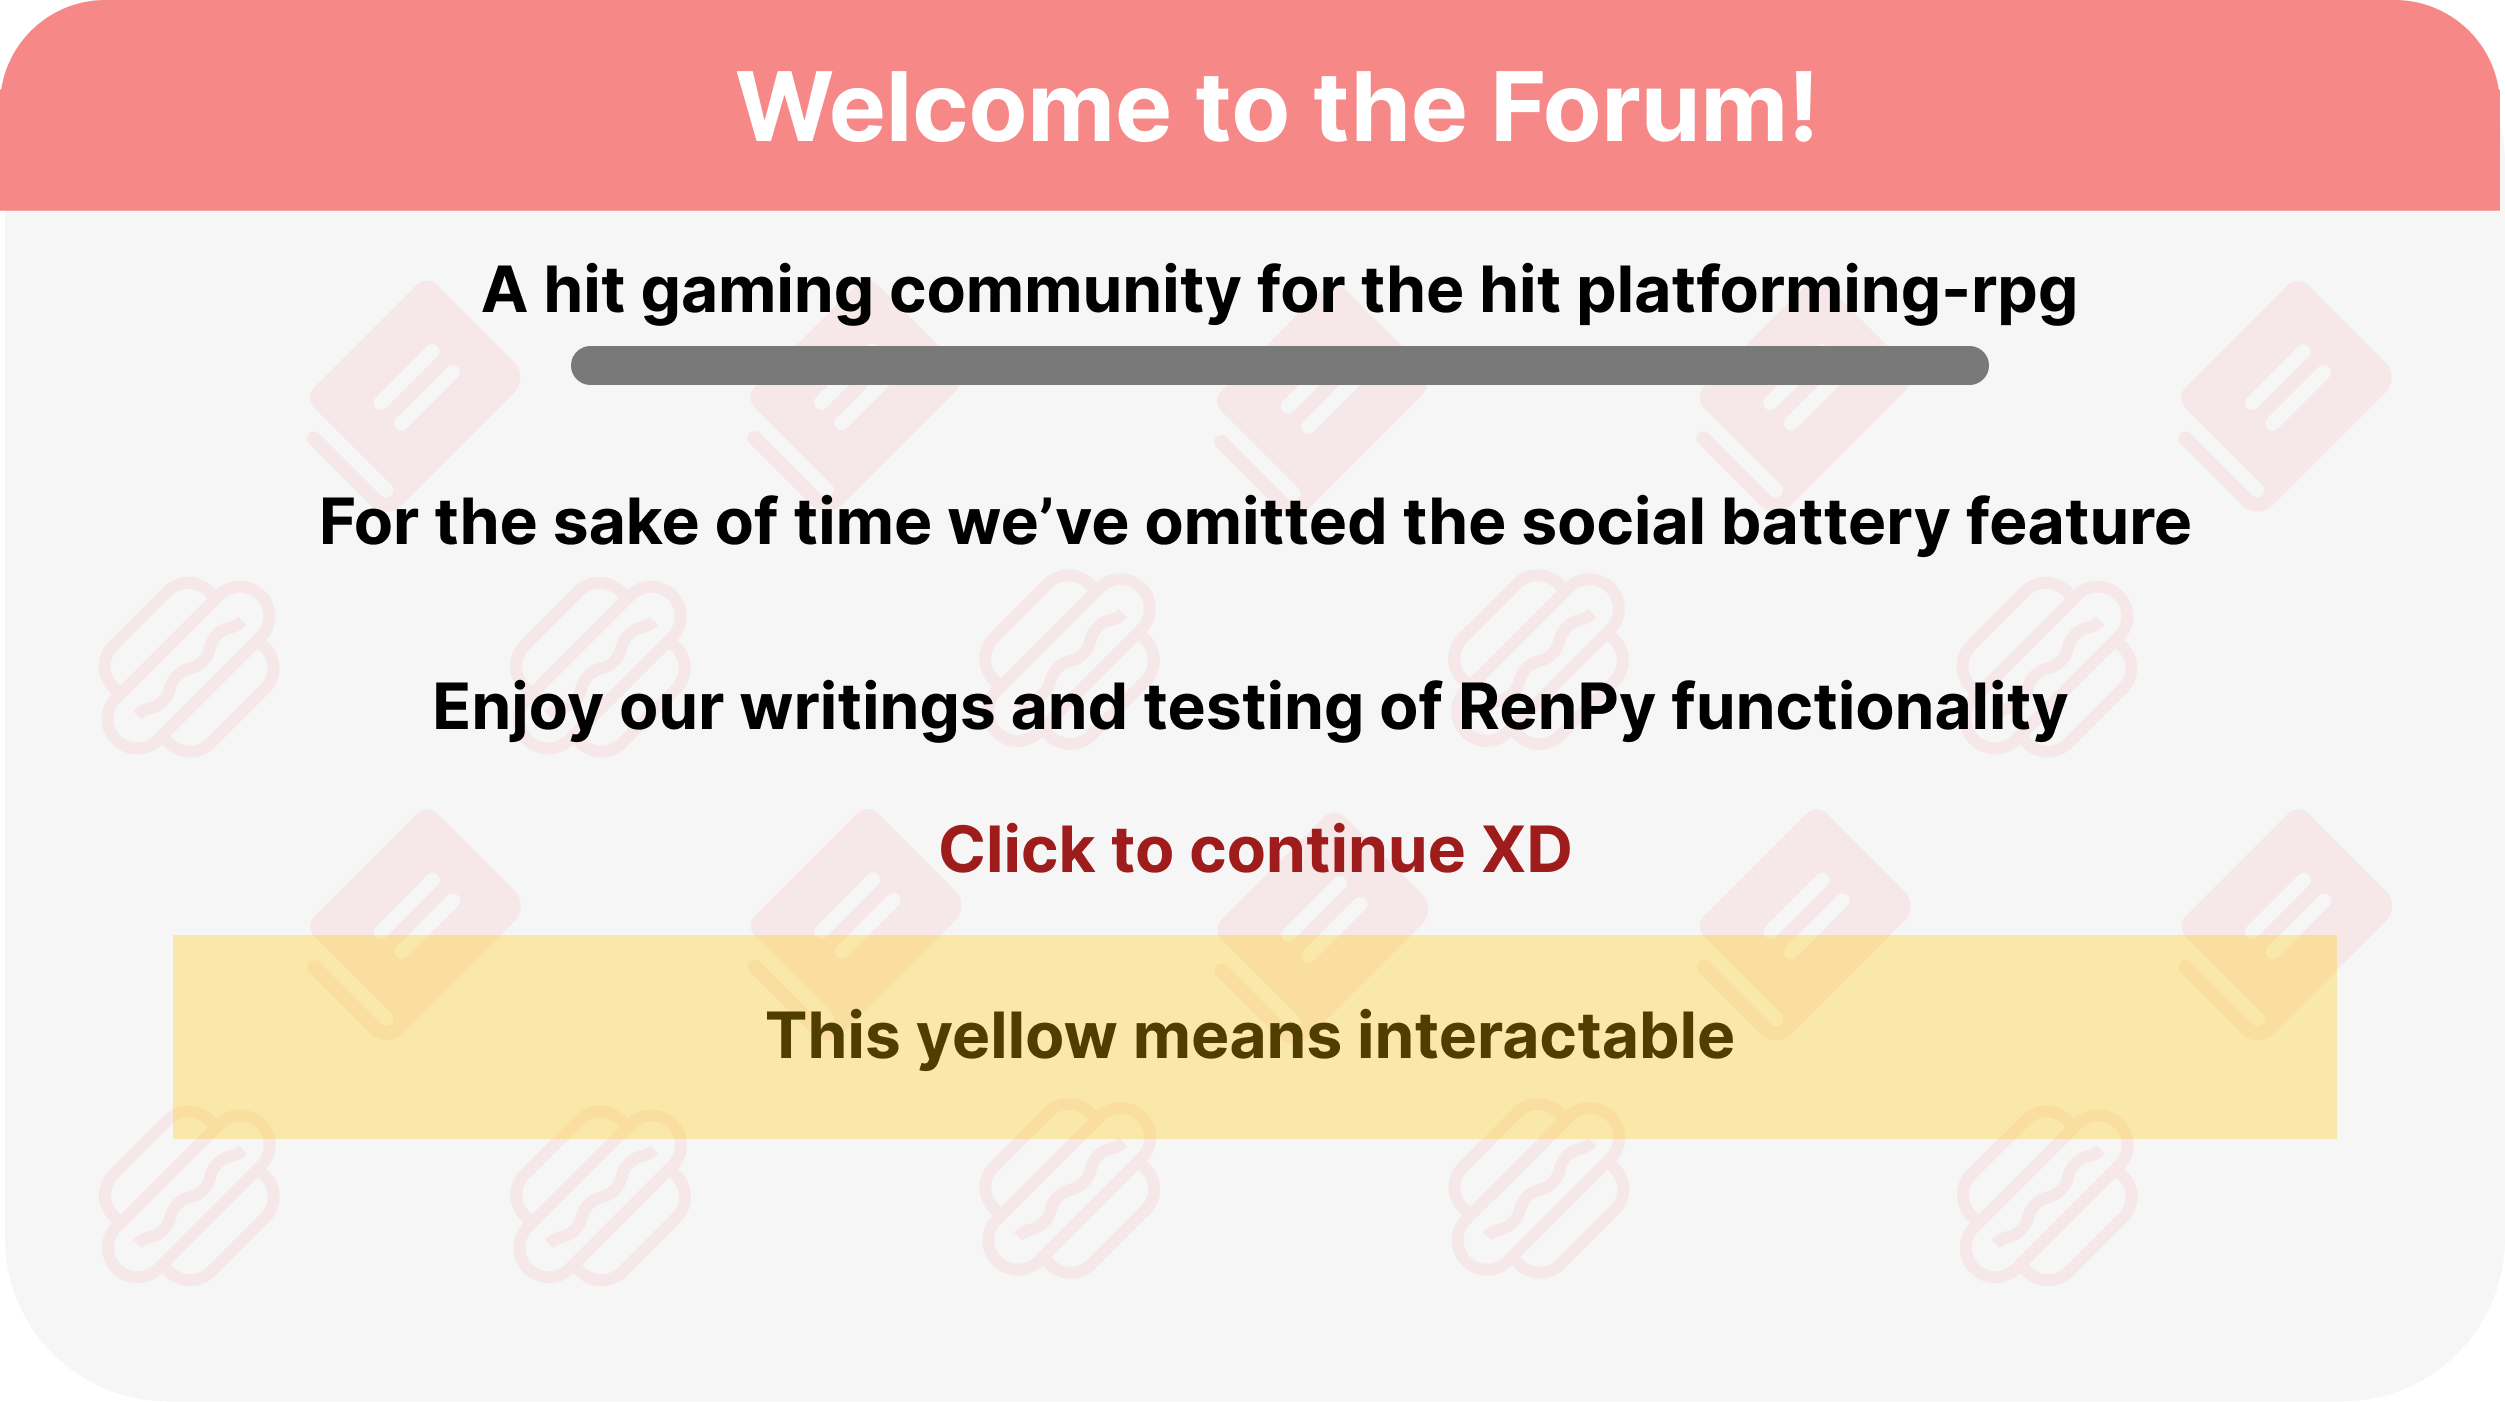 Welcome to the Forum!
A hit gaming community for the hit platforming-rpg
For the sake of time we’ve omitted the social battery feature
Enjoy our writings and testing of RenPy functionality
Click to continue XD
This yellow means interactable